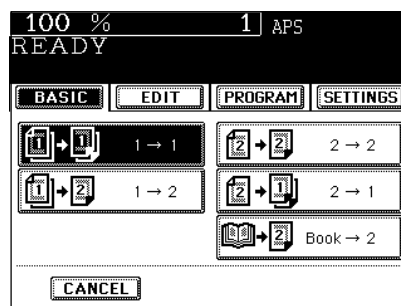 100 % 1 APS
READY
BASIC EDIT PROGRAM SETTINGS
1 → 1 2 → 2
1 → 2 2 → 1
Book → 2
CANCEL